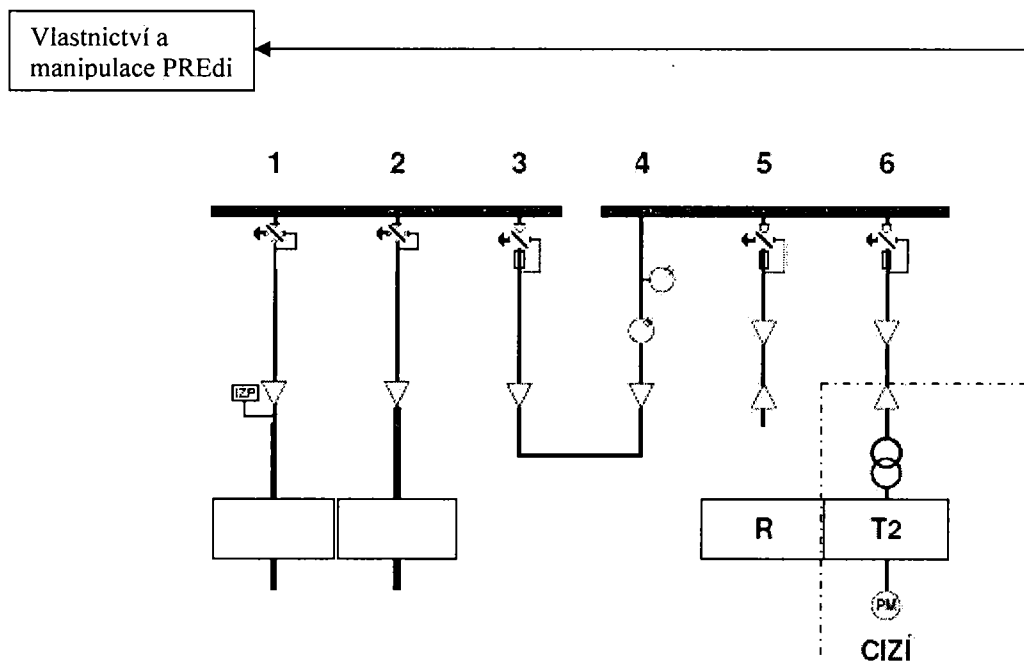 Vlastnictví a
manipulace PREdi
1 2 3 4 5 6
IZP
R T2
PM
CIZÍ